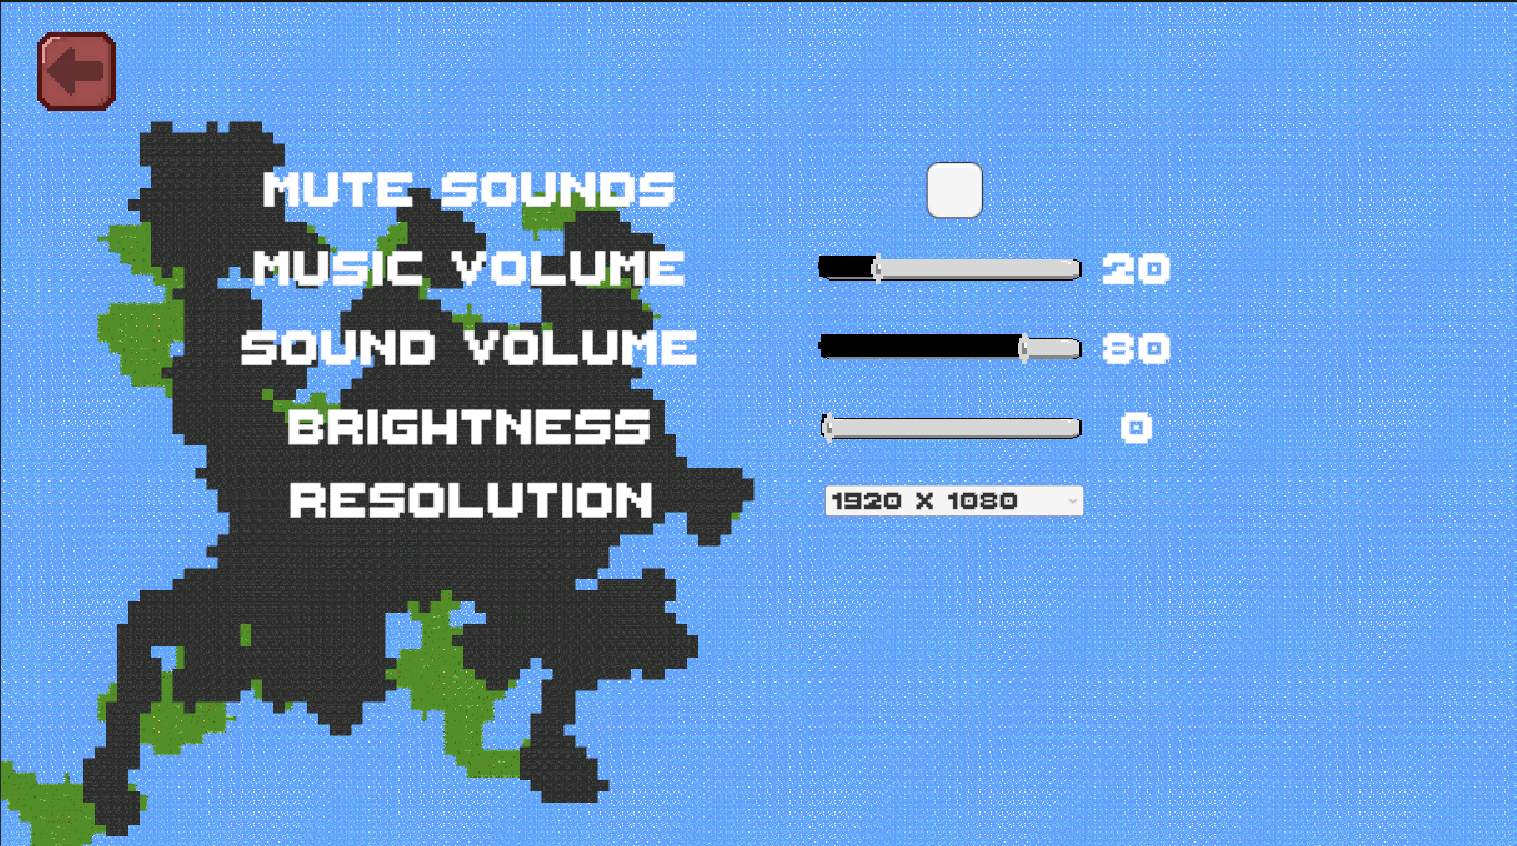 MUTE SOUNDS
MUSIC VOLUME 20
SOUND VOLUME 80
BRIGHTNESS 0
RESOLUTION 1920 X 1080